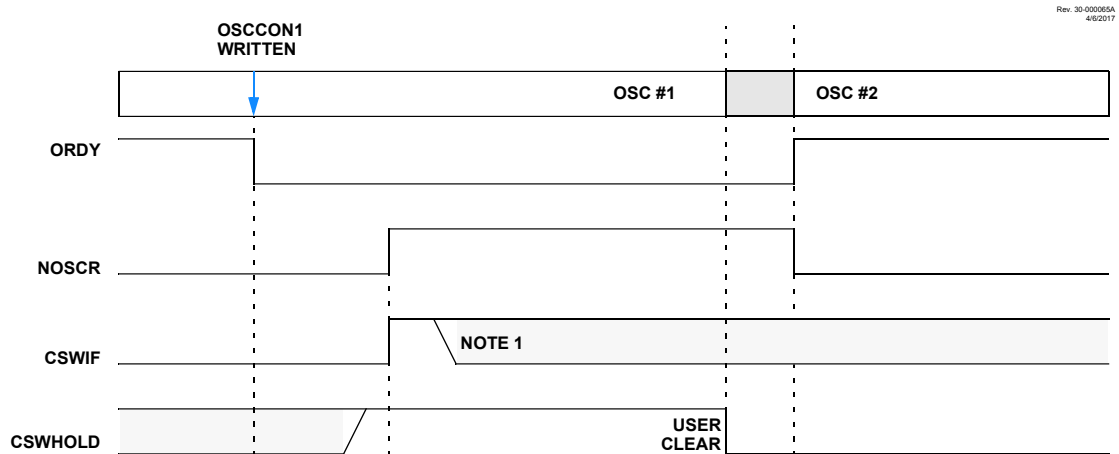 Rev. 30-000065A
4/6/2017
OSCCON1
WRITTEN
OSC #1
OSC #2
ORDY
NOSCR
CSWIF
NOTE 1
CSWHOLD
USER
CLEAR